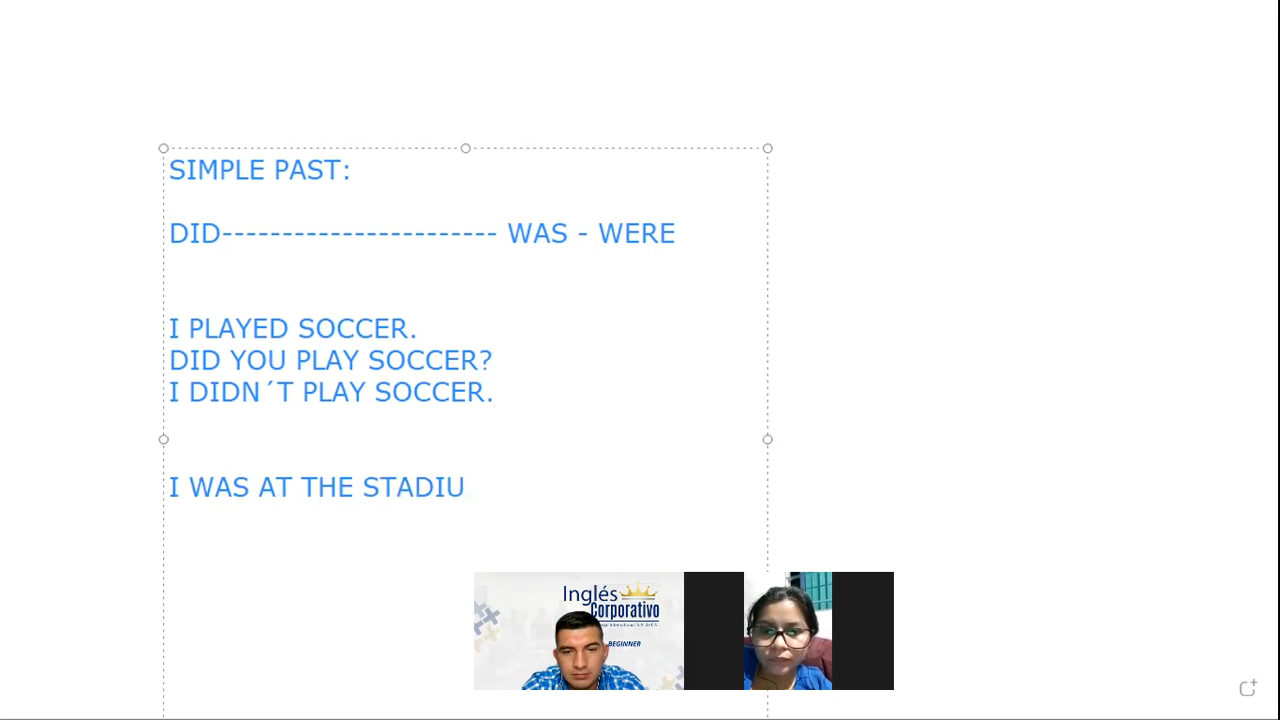 SIMPLE PAST:
DID----------------------- WAS - WERE
I PLAYED SOCCER.
DID YOU PLAY SOCCER?
I DIDN´T PLAY SOCCER.
I WAS AT THE STADIU
Inglés
Corporativo
BEGINNER